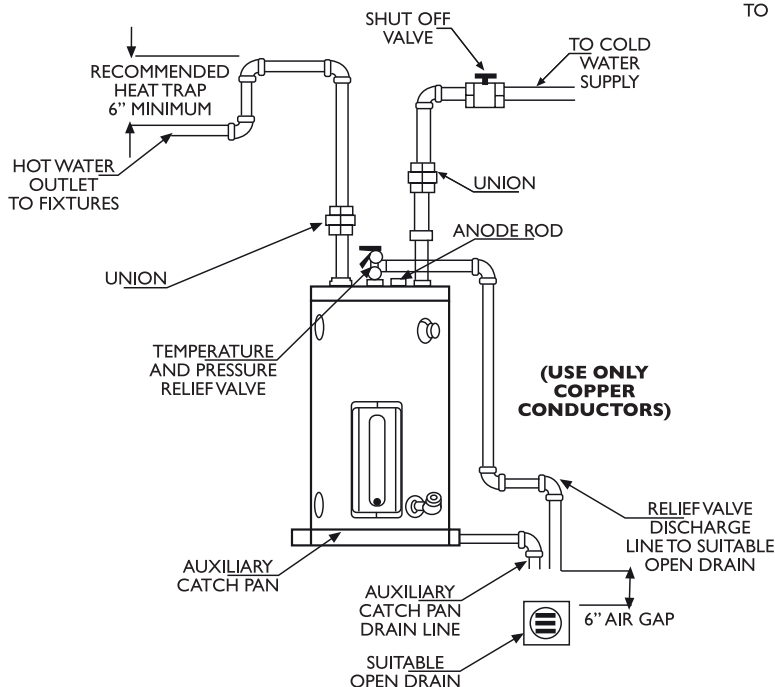 TO
SHUT OFF
VALVE
TO COLD
WATER
SUPPLY
RECOMMENDED
HEAT TRAP
6” MINIMUM
HOT WATER
OUTLET
TO FIXTURES
UNION
ANODE ROD
UNION
TEMPERATURE
AND PRESSURE
RELIEF VALVE
(USE ONLY
COPPER
CONDUCTORS)
RELIEF VALVE
DISCHARGE
LINE TO SUITABLE
OPEN DRAIN
AUXILIARY
CATCH PAN
AUXILIARY
CATCH PAN
DRAIN LINE
6” AIR GAP
SUITABLE
OPEN DRAIN